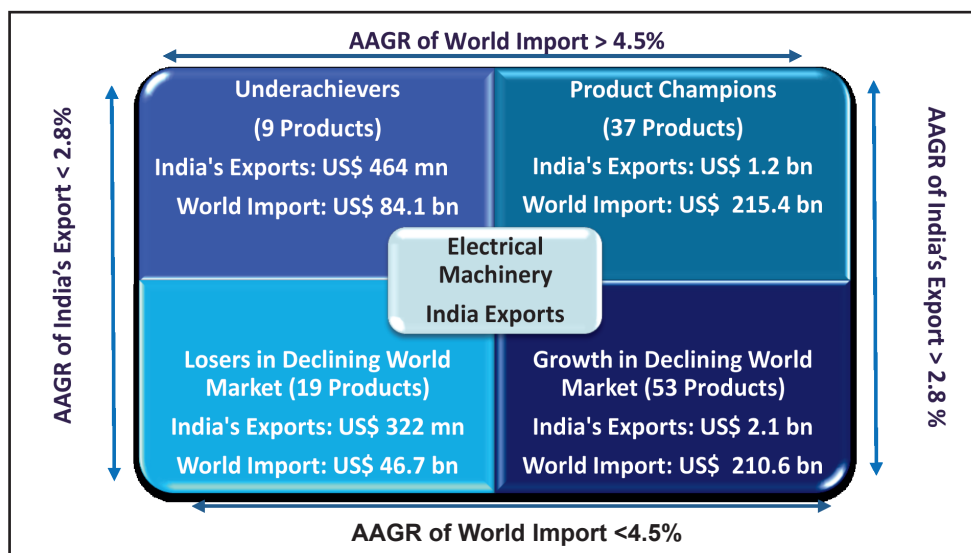 AAGR of World Import > 4.5%
AAGR of India's Export < 2.8%
Underachievers
(9 Products)
India's Exports: US$ 464 mn
World Import: US$ 84.1 bn
Product Champions
(37 Products)
India's Exports: US$ 1.2 bn
World Import: US$ 215.4 bn
AAGR of India's Export > 2.8 %
Electrical
Machinery
India Exports
Losers in Declining World
Market (19 Products)
India's Exports: US$ 322 mn
World Import: US$ 46.7 bn
Growth in Declining World
Market (53 Products)
India's Exports: US$ 2.1 bn
World Import: US$ 210.6 bn
AAGR of World Import <4.5%